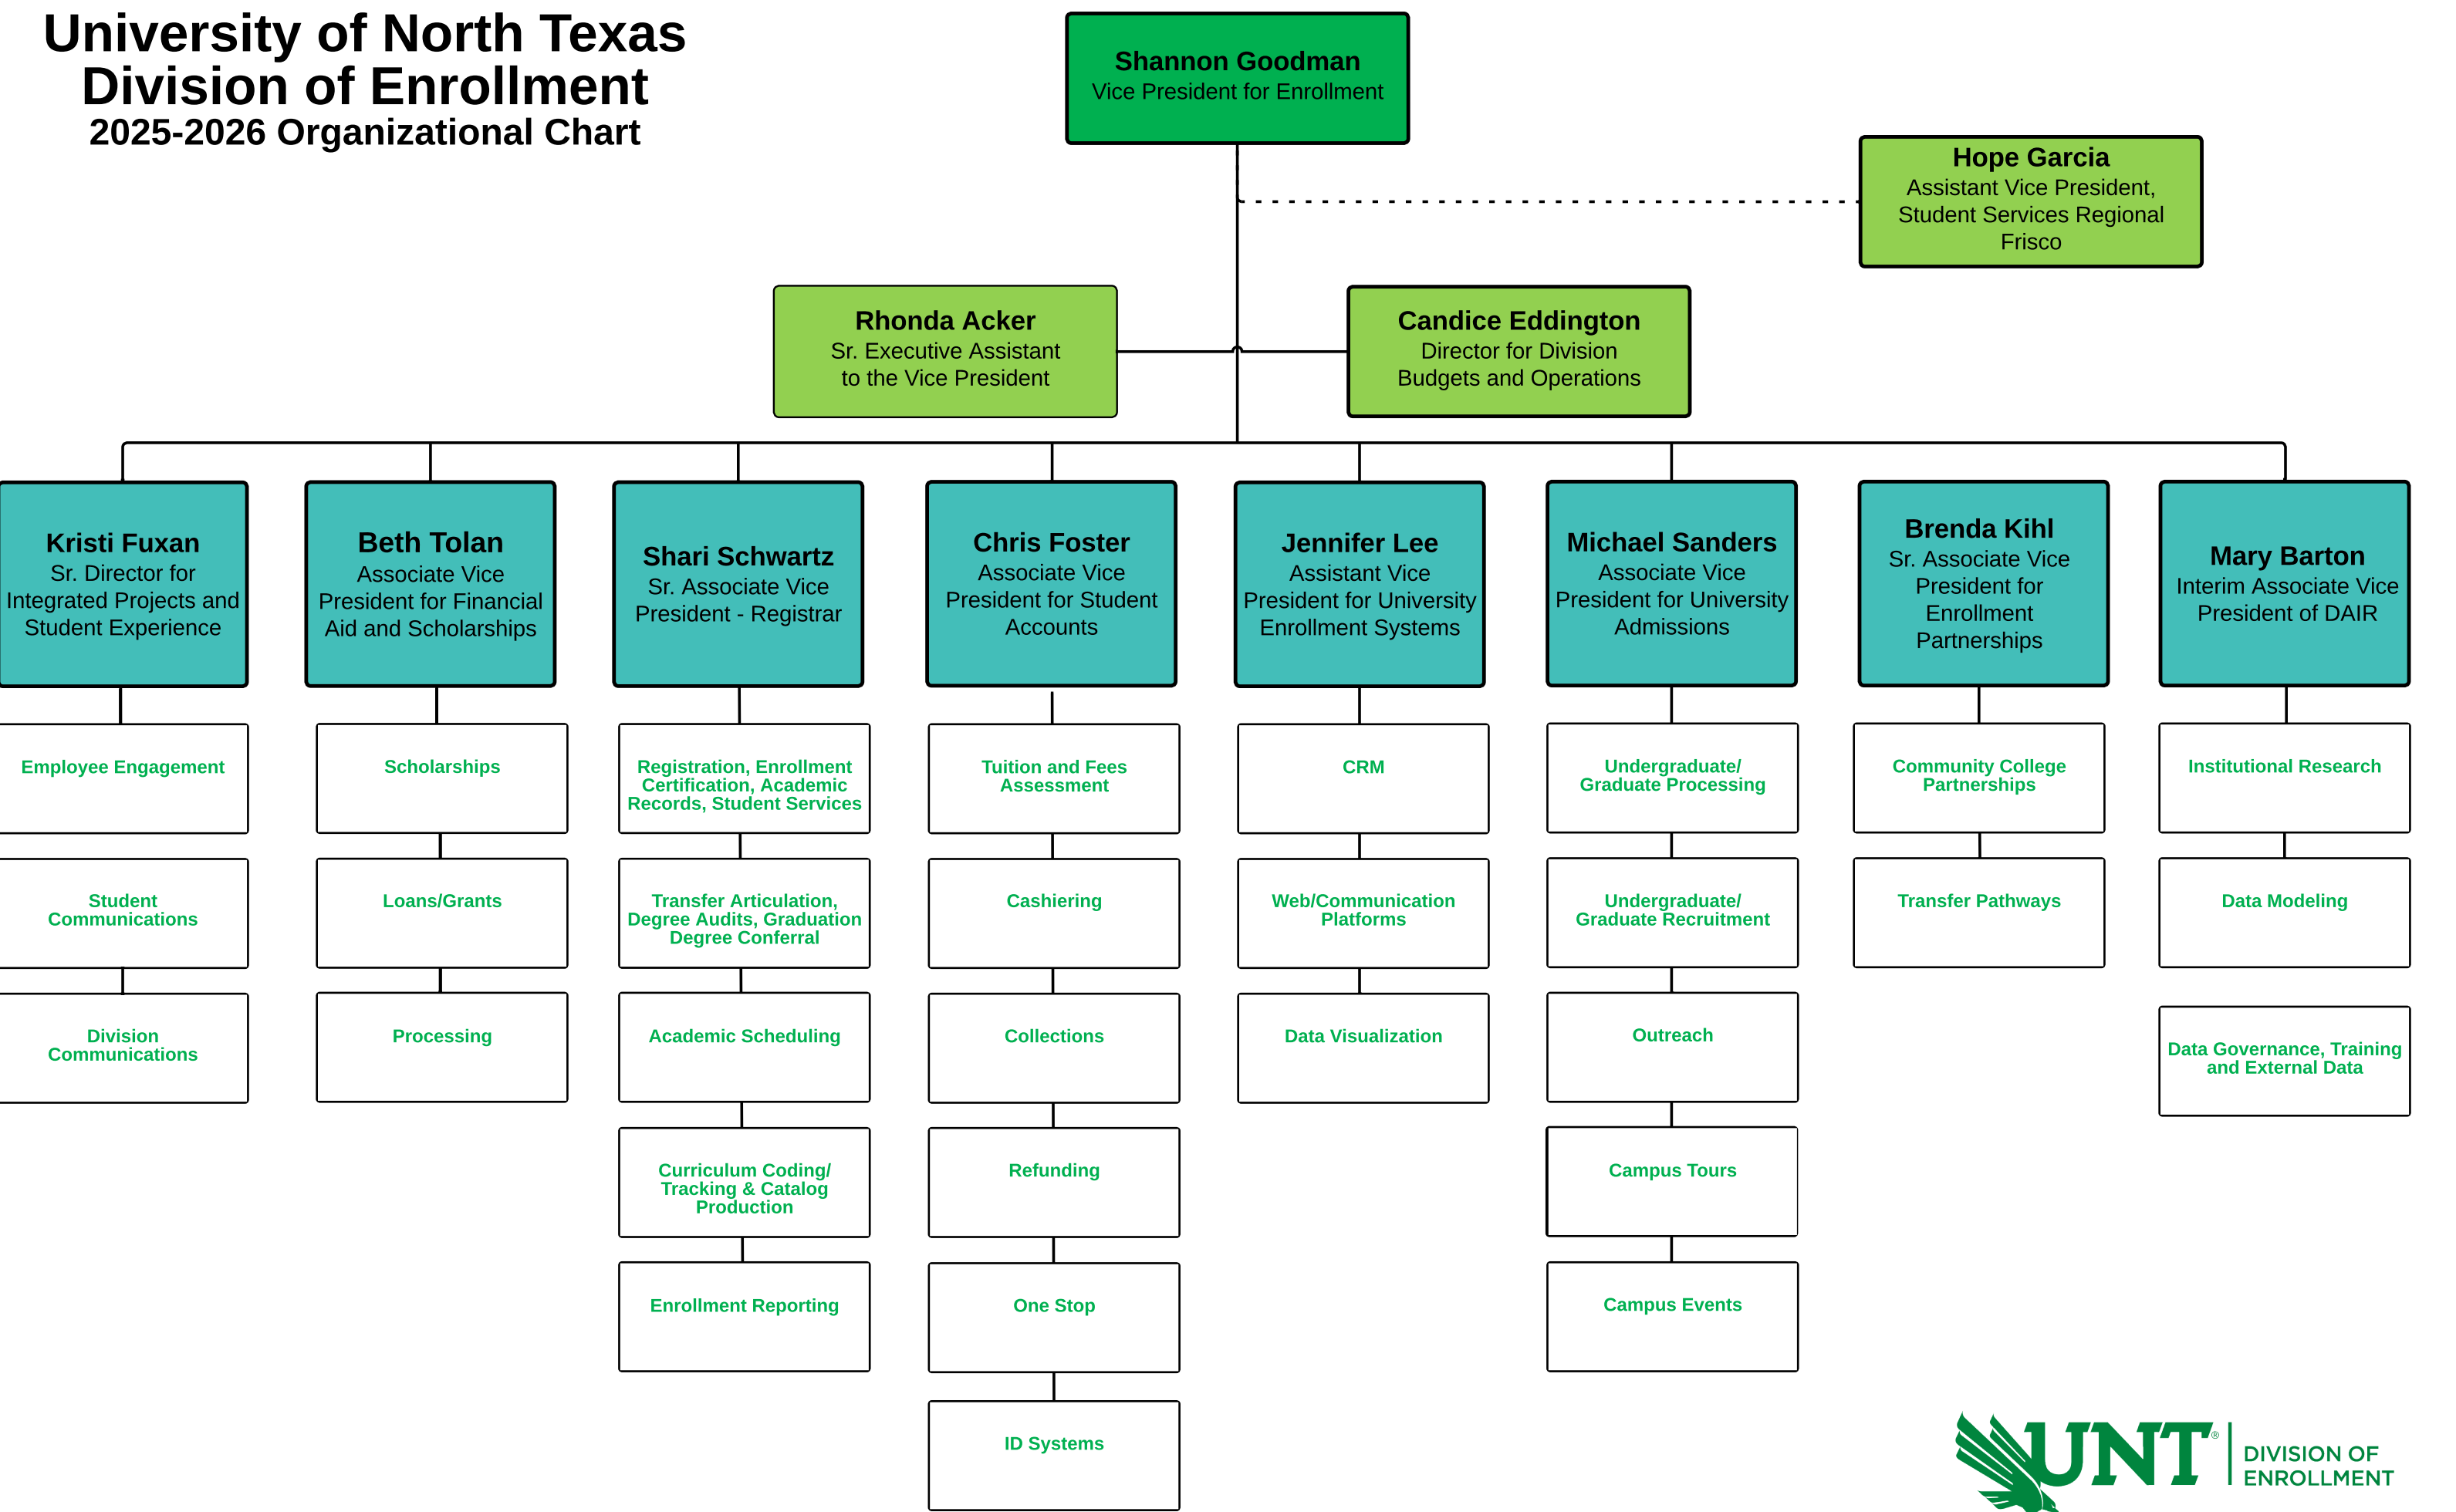 University of North Texas
Division of Enrollment
2025-2026 Organizational Chart
Shannon Goodman
Vice President for Enrollment
Hope Garcia
Assistant Vice President,
Student Services Regional
Frisco
Rhonda Acker
Sr. Executive Assistant
to the Vice President
Candice Eddington
Director for Division
Budgets and Operations
Kristi Fuxan
Sr. Director for
Integrated Projects and
Student Experience
Beth Tolan
Associate Vice
President for Financial
Aid and Scholarships
Shari Schwartz
Sr. Associate Vice
President - Registrar
Chris Foster
Associate Vice
President for Student
Accounts
Jennifer Lee
Assistant Vice
President for University
Enrollment Systems
Michael Sanders
Associate Vice
President for University
Admissions
Brenda Kihl
Sr. Associate Vice
President for
Enrollment
Partnerships
Mary Barton
Interim Associate Vice
President of DAIR
Employee Engagement
Student
Communications
Division
Communications
Scholarships
Loans/Grants
Processing
Registration, Enrollment
Certification, Academic
Records, Student Services
Transfer Articulation,
Degree Audits, Graduation
Degree Conferral
Academic Scheduling
Curriculum Coding/
Tracking & Catalog
Production
Enrollment Reporting
Tuition and Fees
Assessment
Cashiering
Collections
Refunding
One Stop
ID Systems
CRM
Web/Communication
Platforms
Data Visualization
Undergraduate/
Graduate Processing
Undergraduate/
Graduate Recruitment
Outreach
Campus Tours
Campus Events
Community College
Partnerships
Transfer Pathways
Institutional Research
Data Modeling
Data Governance, Training
and External Data
UNT®
DIVISION OF
ENROLLMENT